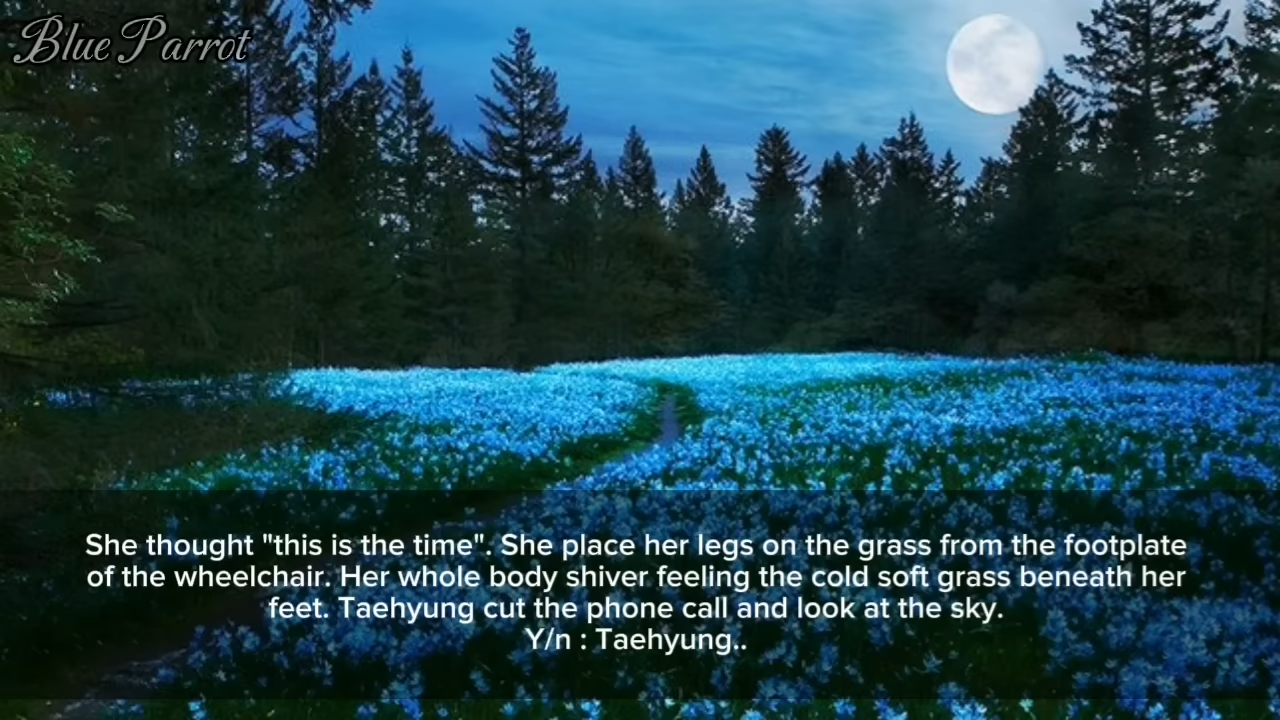 Blue Parrot
She thought "this is the time". She place her legs on the grass from the footplate
of the wheelchair. Her whole body shiver feeling the cold soft grass beneath her
feet. Taehyung cut the phone call and look at the sky.
Y/n : Taehyung..